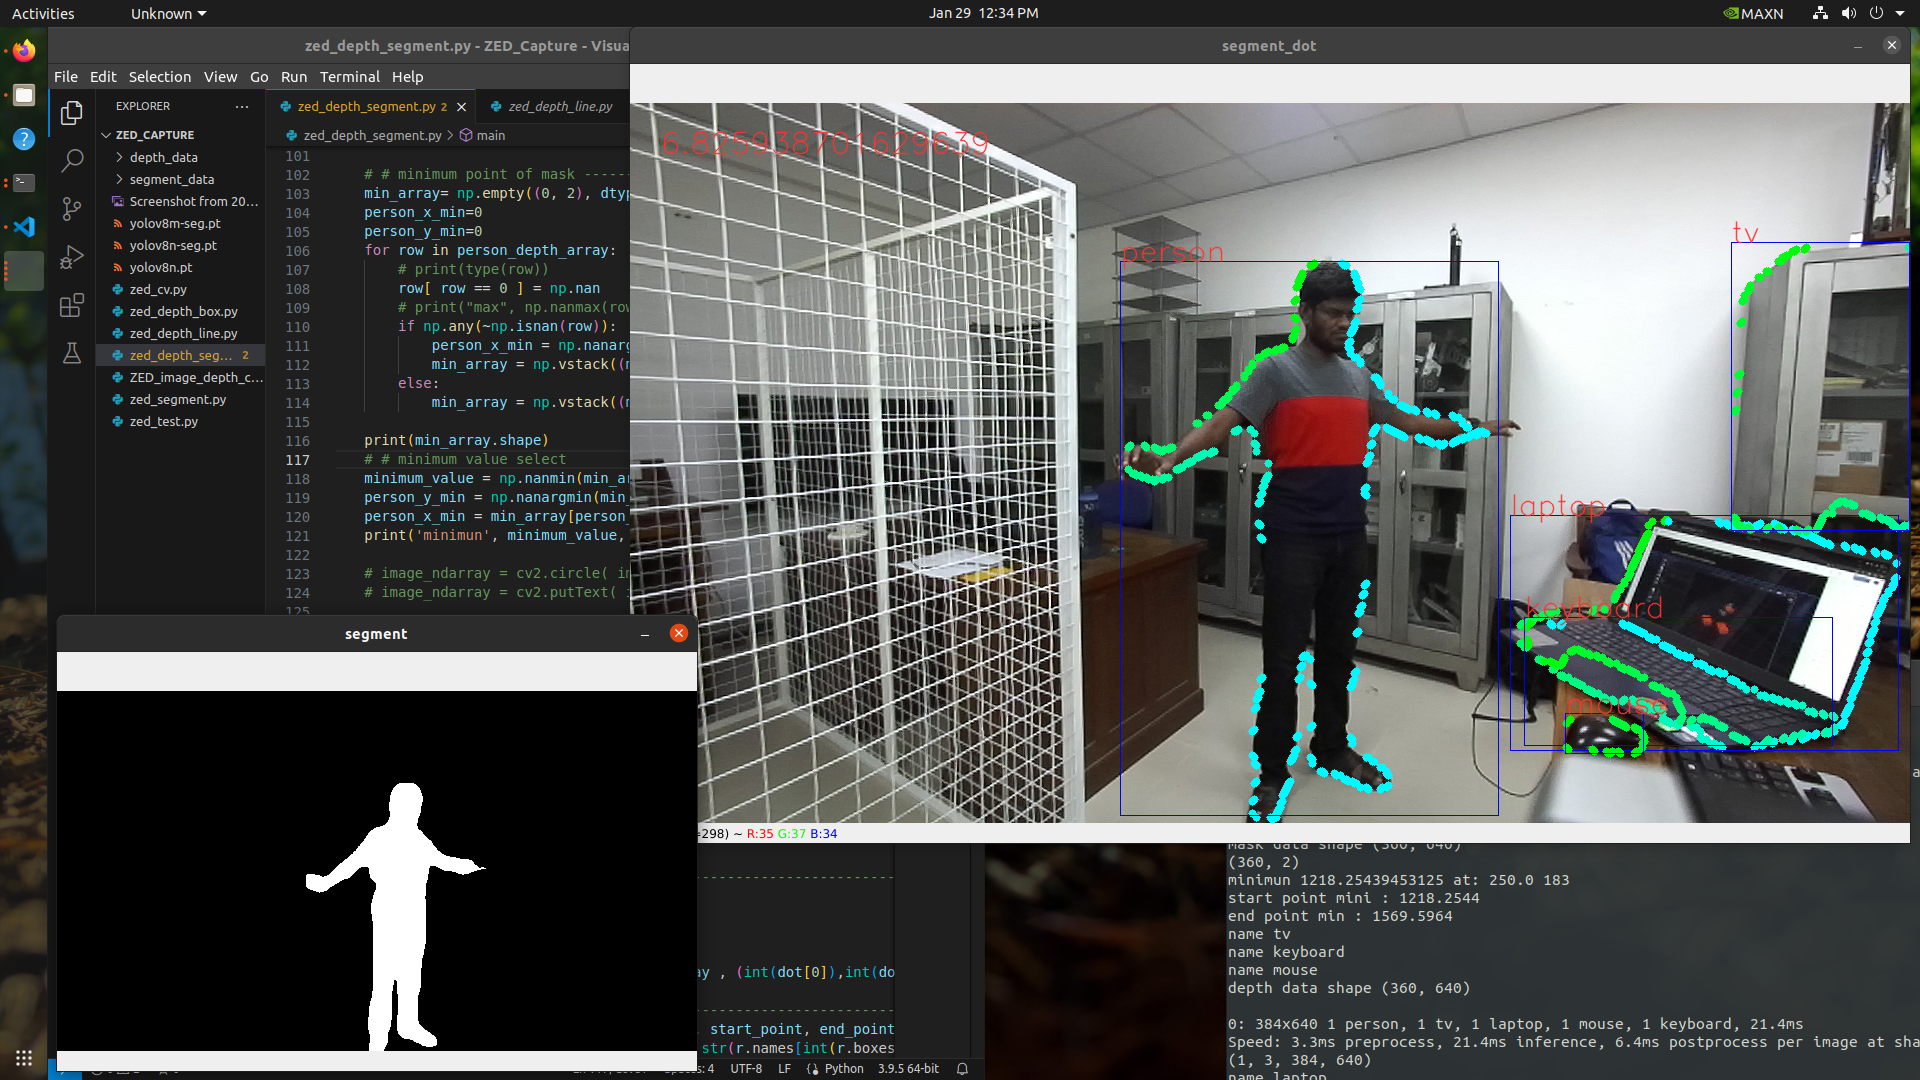 Activities
Unknown
Jan 29 12:34 PM
MAXN
zed_depth_segment.py - ZED_Capture - Visua
segment_dot
File Edit Selection View Go Run Terminal Help
EXPLORER
zed_depth_segment.py 2
zed_depth_line.py
ZED_CAPTURE
zed_depth_segment.py > main
depth_data
segment_data
Screenshot from 20...
yolov8m-seg.pt
yolov8n-seg.pt
yolov8n.pt
zed_cv.py
zed_depth_box.py
zed_depth_line.py
zed_depth_seg... 2
ZED_image_depth_c...
zed_segment.py
zed_test.py
101
102 # # minimum point of mask ------
103 min_array= np.empty((0, 2), dtyp
104 person_x_min=0
105 person_y_min=0
106 for row in person_depth_array:
107 # print(type(row))
108 row[ row == 0 ] = np.nan
109 # print("max", np.nanmax(row
110 if np.any(~np.isnan(row)):
111 person_x_min = np.nanarg
112 min_array = np.vstack((m
113 else:
114 min_array = np.vstack((m
115
116 print(min_array.shape)
117 # # minimum value select
118 minimum_value = np.nanmin(min_ar
119 person_y_min = np.nanargmin(min_
120 person_x_min = min_array[person_
121 print('minimun', minimum_value,
122
123 # image_ndarray = cv2.circle( im
124 # image_ndarray = cv2.putText( i
125
6.825938701629639
person
tv
laptop
keyboard
mouse
segment
=298) ~ R:35 G:37 B:34
ay , (int(dot[0]),int(do
start_point, end_point
str(r.names[int(r.boxes
UTF-8 LF Python 3.9.5 64-bit
mask data shape (360, 640)
(360, 2)
minimun 1218.25439453125 at: 250.0 183
start point mini : 1218.2544
end point min : 1569.5964
name tv
name keyboard
name mouse
depth data shape (360, 640)
0: 384x640 1 person, 1 tv, 1 laptop, 1 mouse, 1 keyboard, 21.4ms
Speed: 3.3ms preprocess, 21.4ms inference, 6.4ms postprocess per image at sha
(1, 3, 384, 640)
name laptop